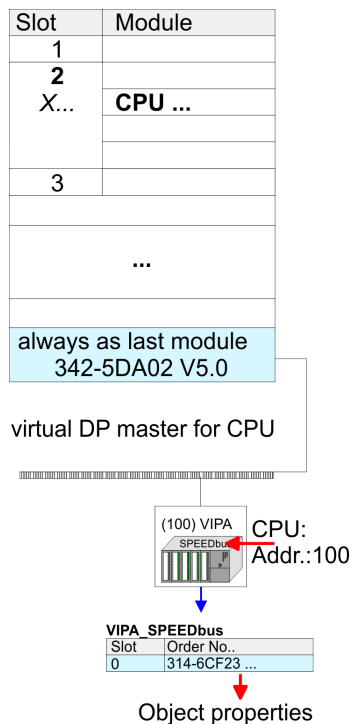 Slot Module
1
2
X... CPU ...
3
...
always as last module
342-5DA02 V5.0
virtual DP master for CPU
(100) VIPA
SPEEDbus
CPU:
Addr.:100
VIPA_SPEEDbus
Slot Order No..
0 314-6CF23 ...
Object properties